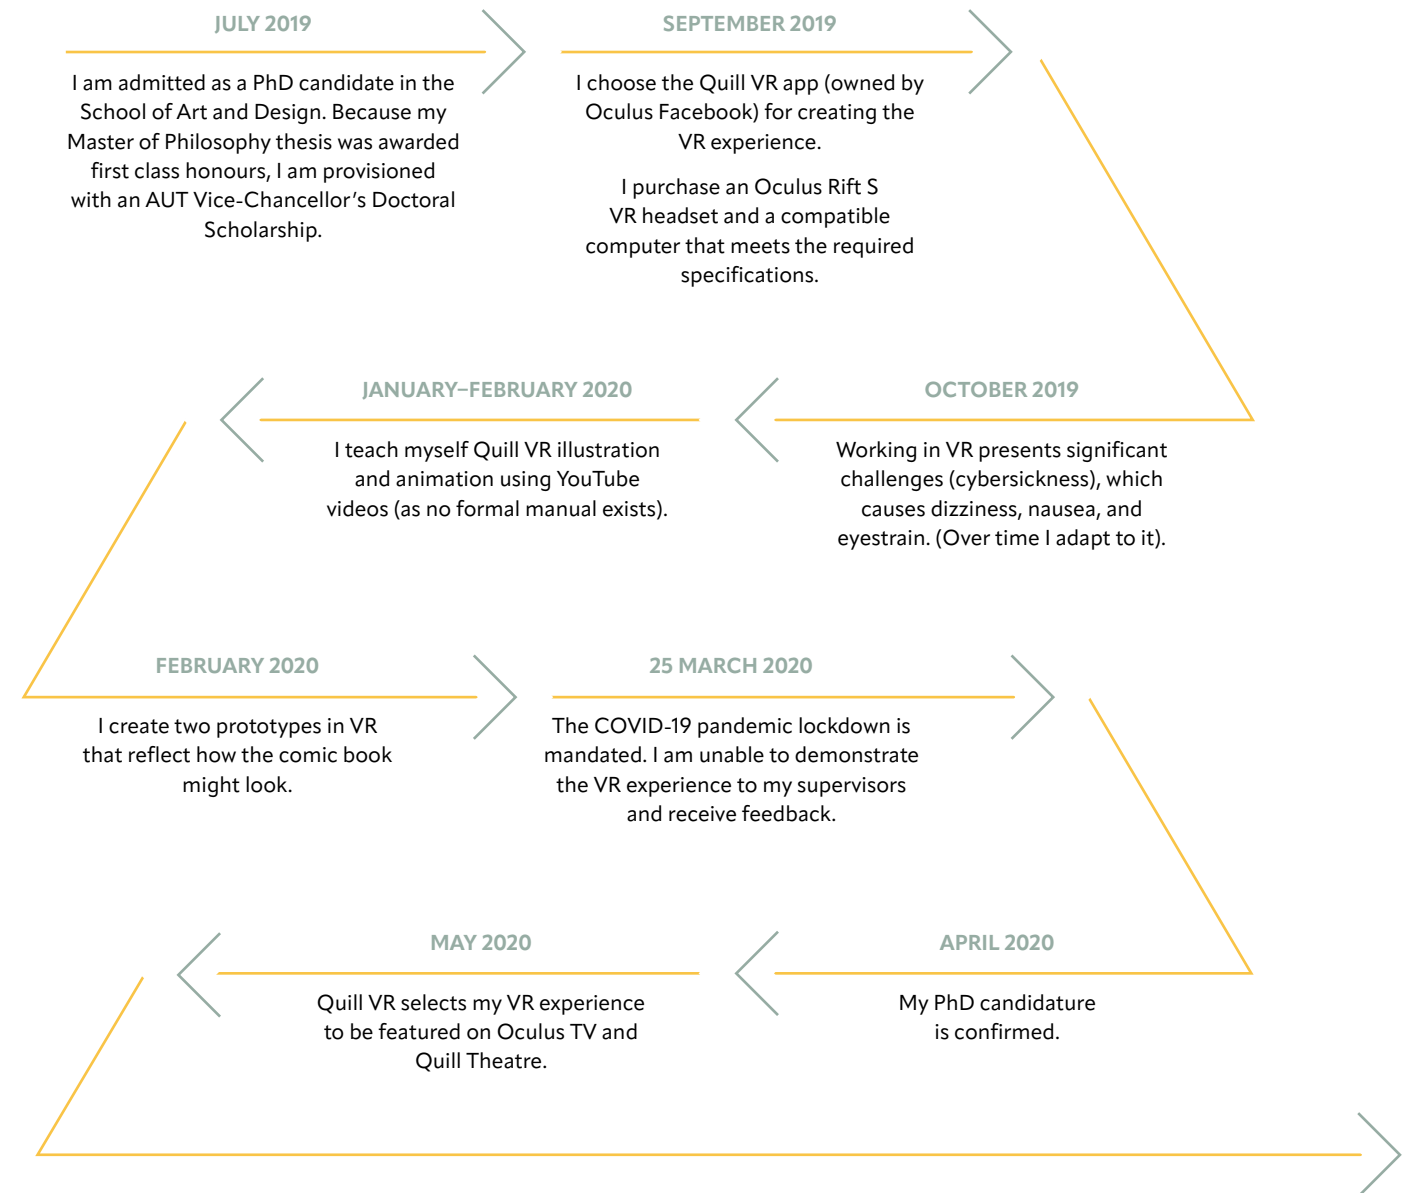 JULY 2019
I am admitted as a PhD candidate in the
School of Art and Design. Because my
Master of Philosophy thesis was awarded
first class honours, I am provisioned
with an AUT Vice-Chancellor's Doctoral
Scholarship.
SEPTEMBER 2019
I choose the Quill VR app (owned by
Oculus Facebook) for creating the
VR experience.
I purchase an Oculus Rift S
VR headset and a compatible
computer that meets the required
specifications.
OCTOBER 2019
Working in VR presents significant
challenges (cybersickness), which
causes dizziness, nausea, and
eyestrain. (Over time I adapt to it).
JANUARY–FEBRUARY 2020
I teach myself Quill VR illustration
and animation using YouTube
videos (as no formal manual exists).
FEBRUARY 2020
I create two prototypes in VR
that reflect how the comic book
might look.
25 MARCH 2020
The COVID-19 pandemic lockdown is
mandated. I am unable to demonstrate
the VR experience to my supervisors
and receive feedback.
APRIL 2020
My PhD candidature
is confirmed.
MAY 2020
Quill VR selects my VR experience
to be featured on Oculus TV and
Quill Theatre.